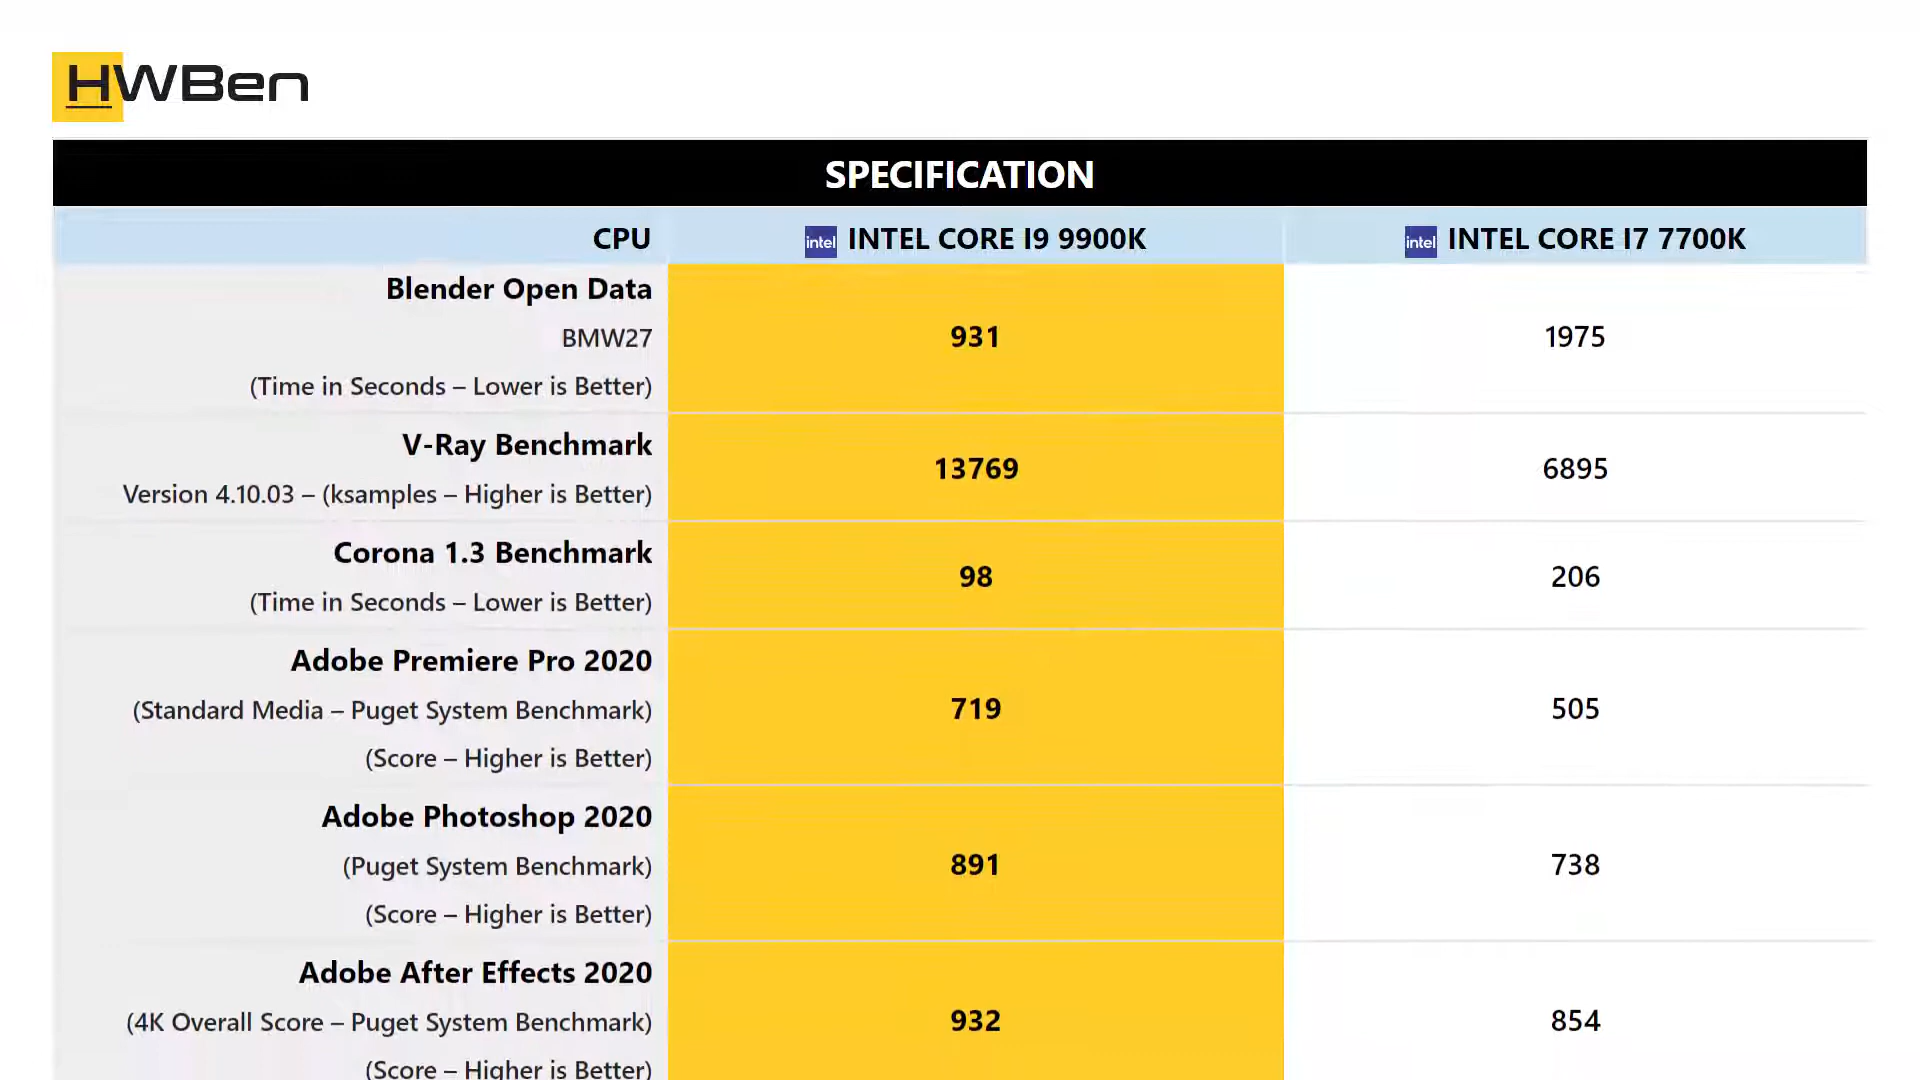 HWBen
SPECIFICATION
CPU
intel INTEL CORE I9 9900K
intel INTEL CORE I7 7700K
Blender Open Data
BMW27
(Time in Seconds – Lower is Better)
931
1975
V-Ray Benchmark
Version 4.10.03 – (ksamples – Higher is Better)
13769
6895
Corona 1.3 Benchmark
(Time in Seconds – Lower is Better)
98
206
Adobe Premiere Pro 2020
(Standard Media – Puget System Benchmark)
(Score – Higher is Better)
719
505
Adobe Photoshop 2020
(Puget System Benchmark)
(Score – Higher is Better)
891
738
Adobe After Effects 2020
(4K Overall Score – Puget System Benchmark)
(Score – Higher is Better)
932
854